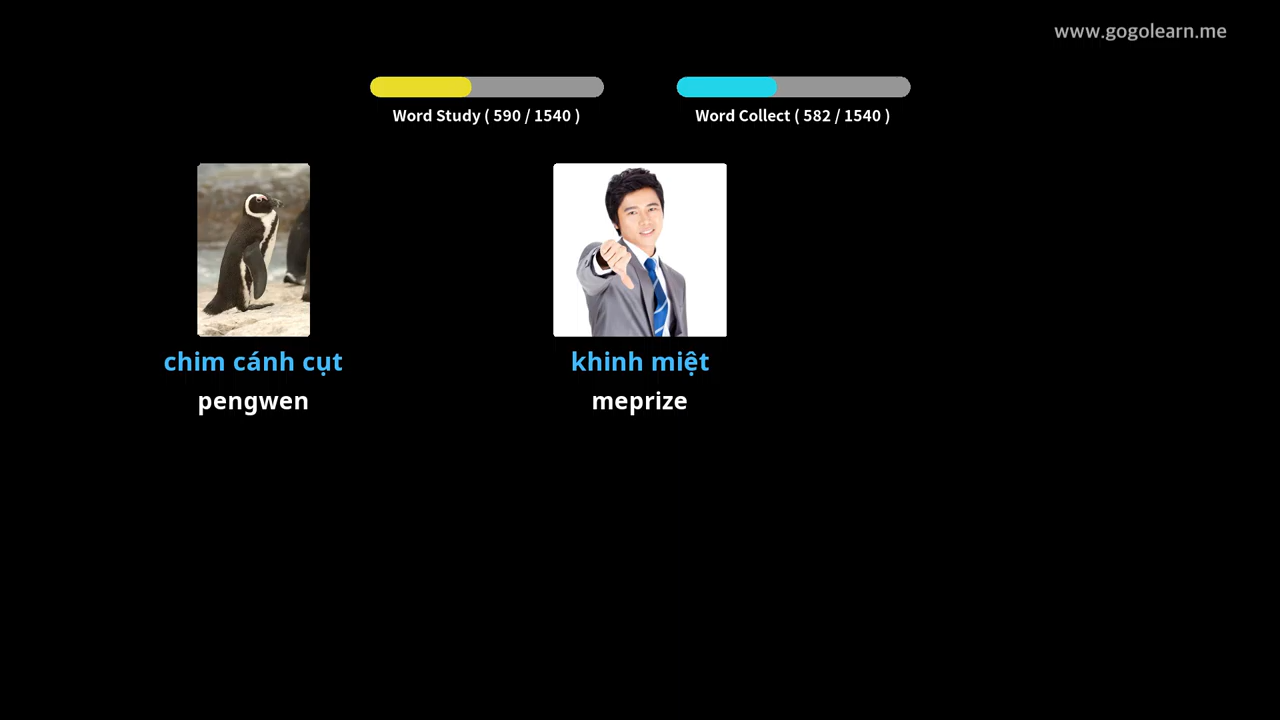 www.gogolearn.me
Word Study ( 590 / 1540 )
Word Collect ( 582 / 1540 )
chim cánh cụt
pengwen
khinh miệt
meprize